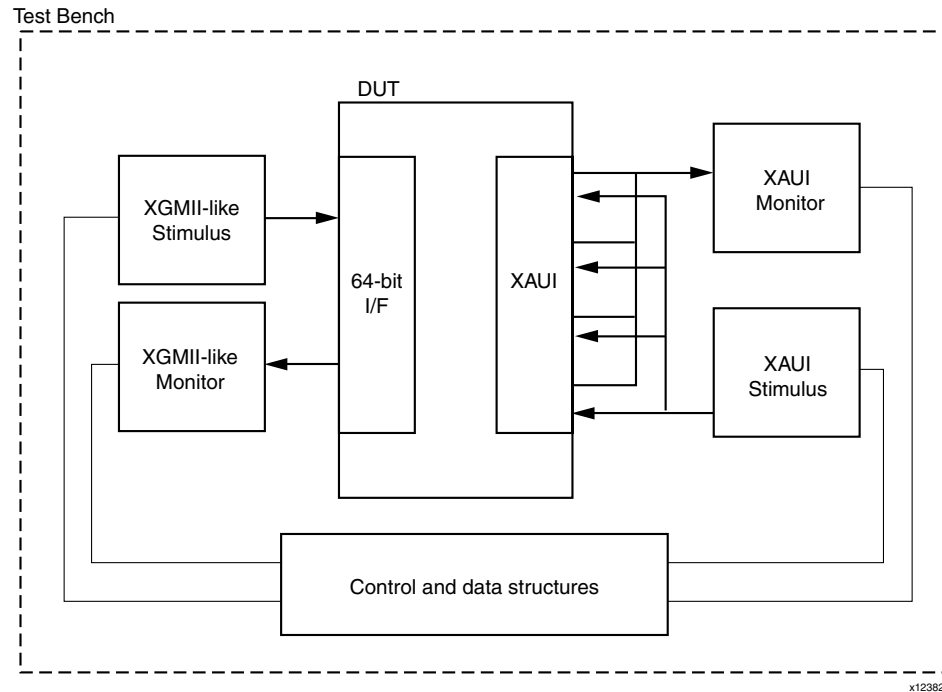 Test Bench
DUT
XGMII-like
Stimulus
64-bit
I/F
XAUI
XAUI
Monitor
XGMII-like
Monitor
XAUI
Stimulus
Control and data structures
x12382